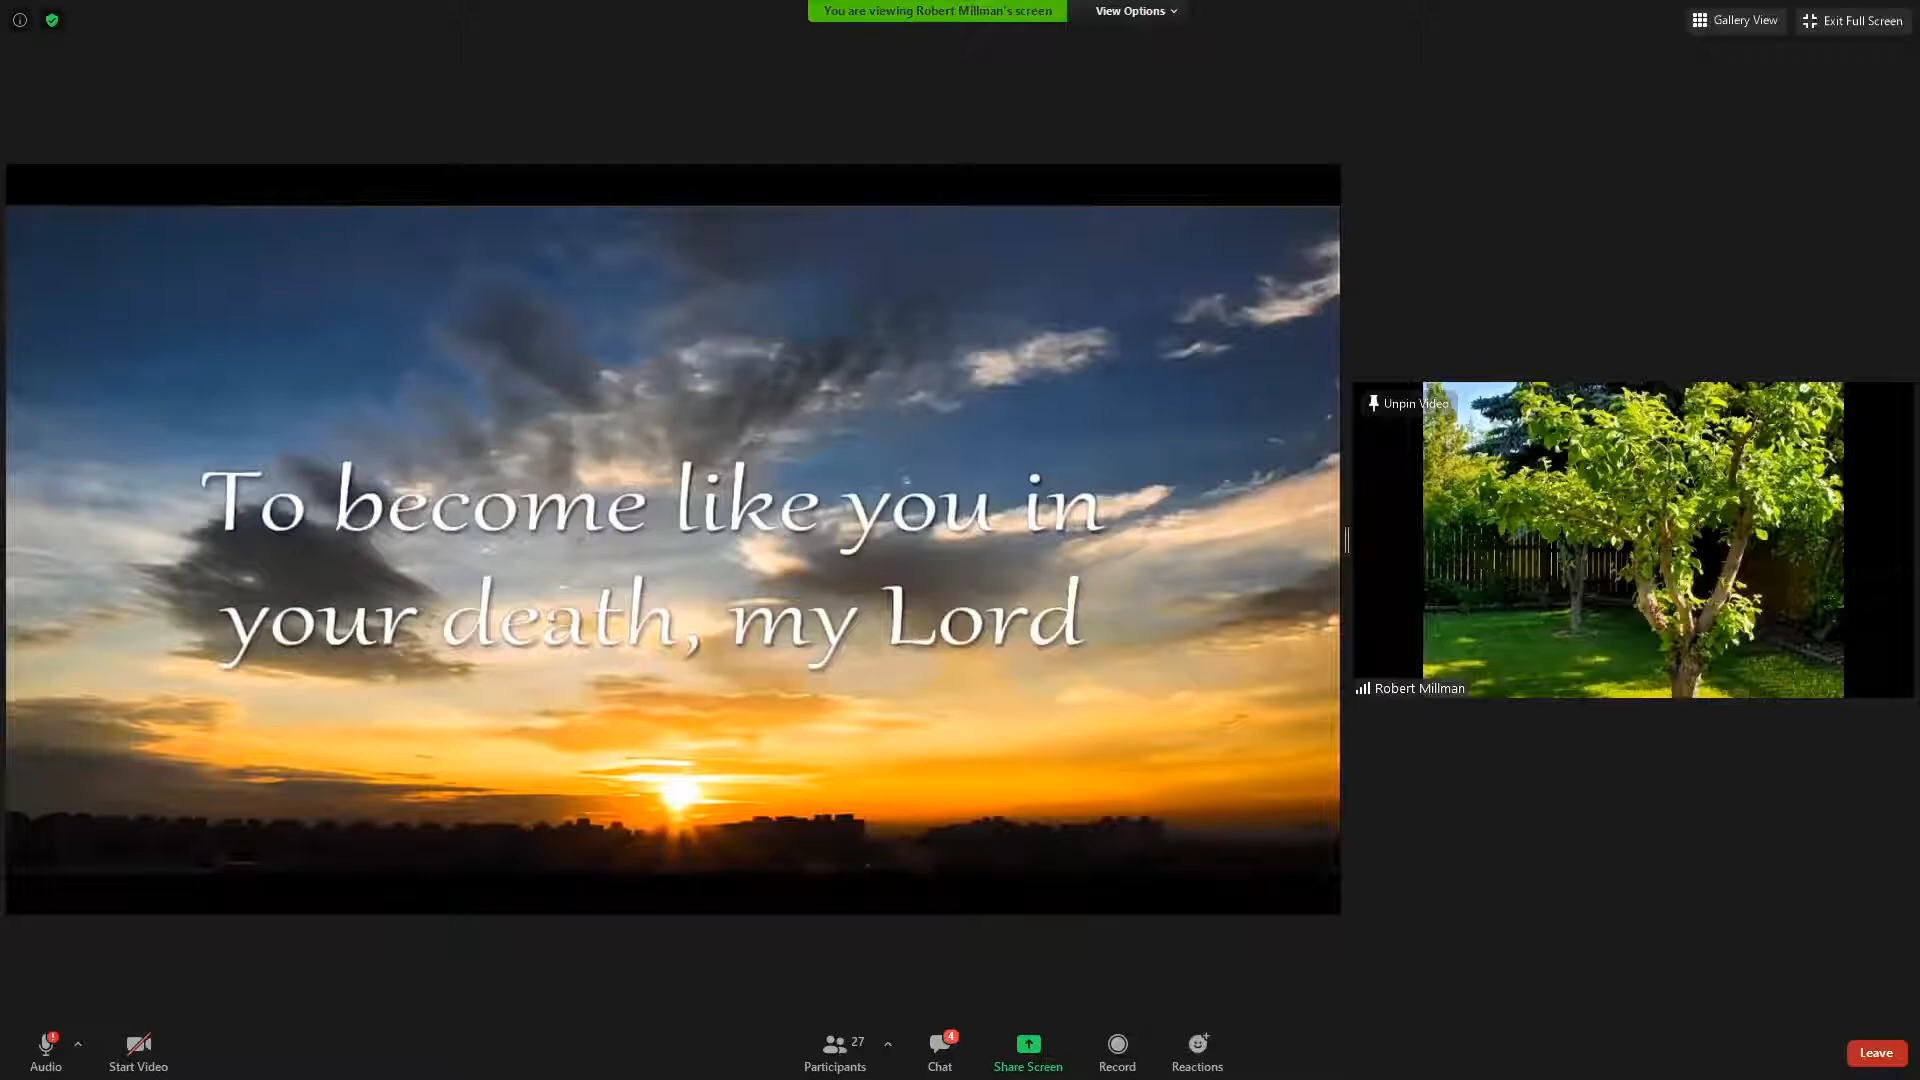 You are viewing Robert Millman's screen
View Options
Gallery View
Exit Full Screen
To become like you in
your death, my Lord
Unpin Video
Robert Millman
Audio
Start Video
27
Participants
4
Chat
Share Screen
Record
Reactions
Leave